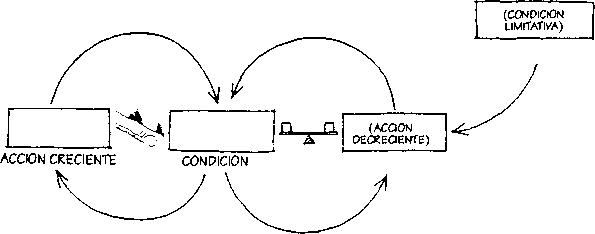 (CONDICION
LIMITATIVA)
(ACCION
DECRECIENTE)
ACCION CRECIENTE
CONDICION